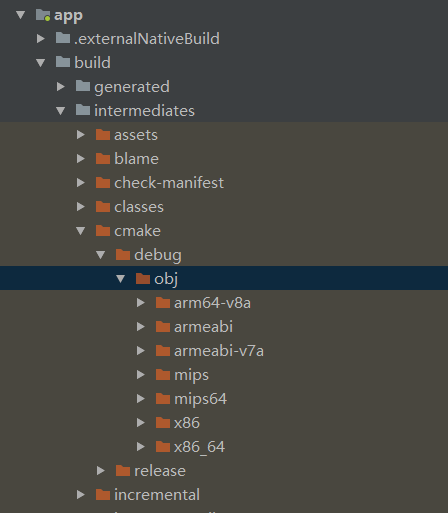 app
.externalNativeBuild
build
generated
intermediates
assets
blame
check-manifest
classes
cmake
debug
obj
arm64-v8a
armeabi
armeabi-v7a
mips
mips64
x86
x86_64
release
incremental